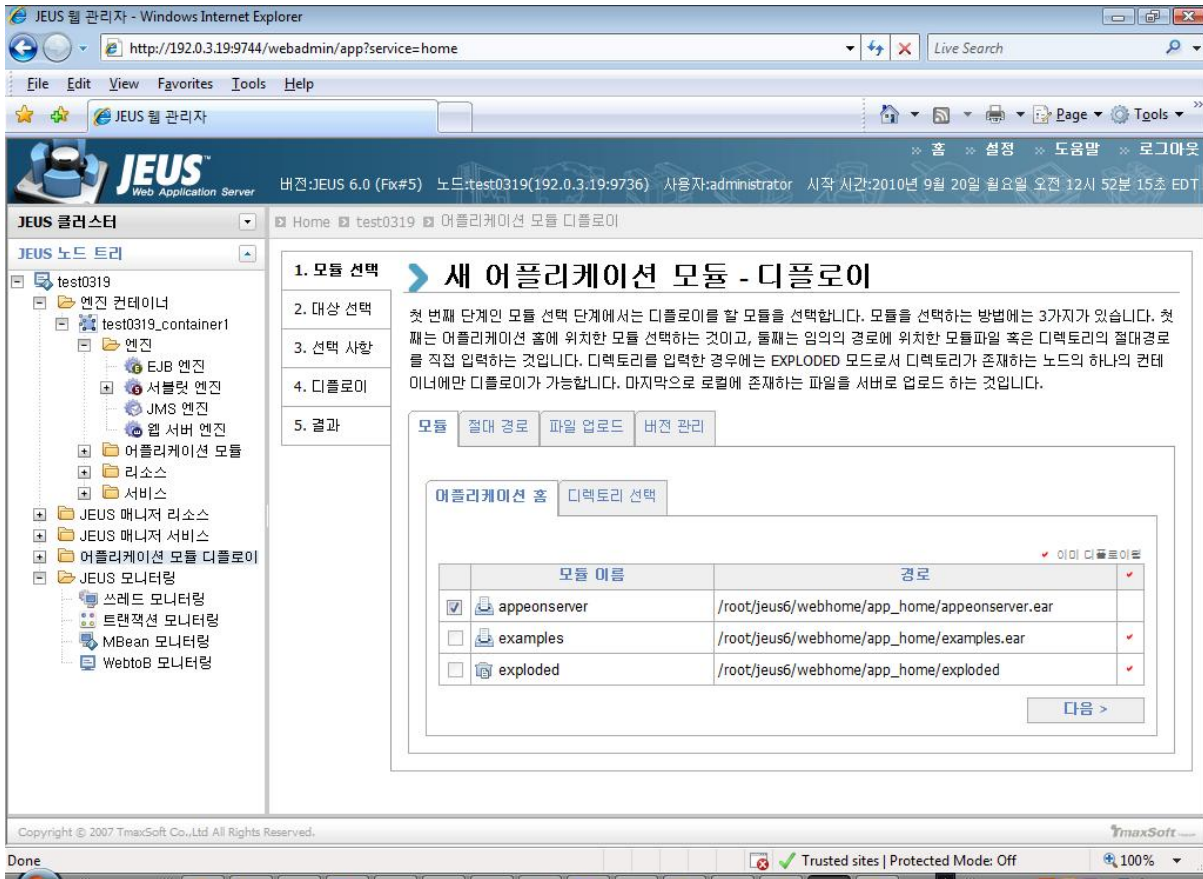 JEUS 웹 관리자 - Windows Internet Explorer
http://192.0.3.19:9744/webadmin/app?service=home
Live Search
File Edit View Favorites Tools Help
JEUS 웹 관리자
Page
Tools
JEUS
Web Application Server
» 홈 » 설정 » 도움말 » 로그아웃
버전:JEUS 6.0 (Fix#5) 노드:test0319(192.0.3.19:9736) 사용자:administrator 시작 시간:2010년 9월 20일 월요일 오전 12시 52분 15초 EDT
JEUS 클러스터
Home test0319 어플리케이션 모듈 디플로이
JEUS 노드 트리
test0319
엔진 컨테이너
test0319_container1
엔진
EJB 엔진
서블릿 엔진
JMS 엔진
웹 서버 엔진
어플리케이션 모듈
리소스
서비스
JEUS 매니저 리소스
JEUS 매니저 서비스
어플리케이션 모듈 디플로이
JEUS 모니터링
쓰레드 모니터링
트랜잭션 모니터링
MBean 모니터링
WebtoB 모니터링
1. 모듈 선택
2. 대상 선택
3. 선택 사항
4. 디플로이
5. 결과
새 어플리케이션 모듈 - 디플로이
첫 번째 단계인 모듈 선택 단계에서는 디플로이를 할 모듈을 선택합니다. 모듈을 선택하는 방법에는 3가지가 있습니다. 첫
째는 어플리케이션 홈에 위치한 모듈 선택하는 것이고, 둘째는 임의의 경로에 위치한 모듈파일 혹은 디렉토리의 절대경로
를 직접 입력하는 것입니다. 디렉토리를 입력한 경우에는 EXPLODED 모드로서 디렉토리가 존재하는 노드의 하나의 컨테
이너에만 디플로이가 가능합니다. 마지막으로 로컬에 존재하는 파일을 서버로 업로드 하는 것입니다.
모듈 절대 경로 파일 업로드 버전 관리
어플리케이션 홈 디렉토리 선택
이미 디플로이됨
모듈 이름 경로
appeonserver /root/jeus6/webhome/app_home/appeonserver.ear
examples /root/jeus6/webhome/app_home/examples.ear
exploded /root/jeus6/webhome/app_home/exploded
다음 >
Copyright © 2007 TmaxSoft Co.,Ltd All Rights Reserved.
TmaxSoft
Done
Trusted sites | Protected Mode: Off
100%